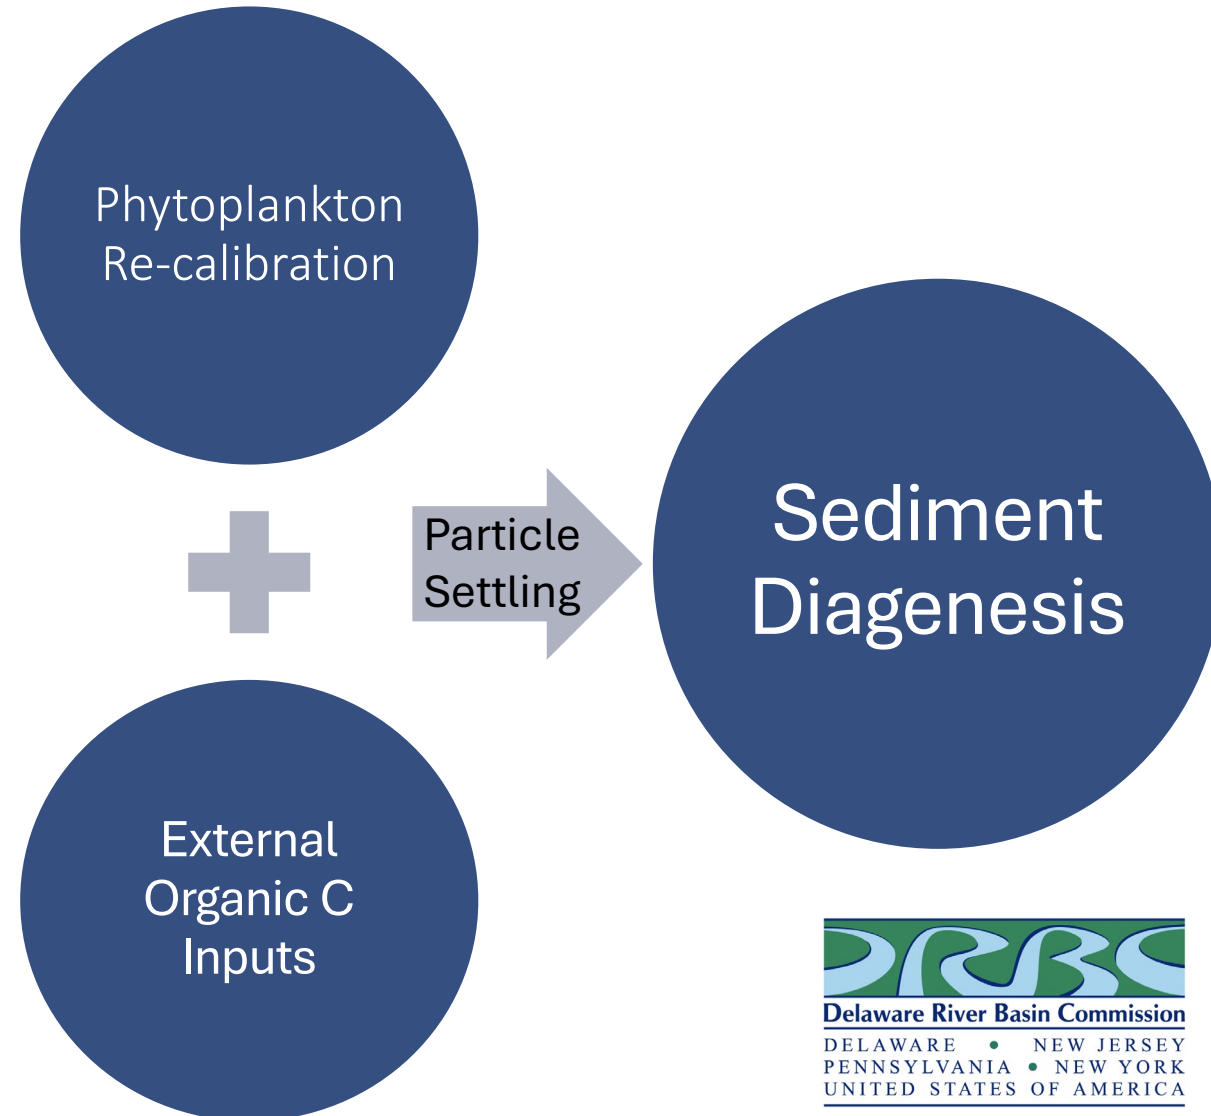 Phytoplankton
Re-calibration
Particle
Settling
Sediment
Diagenesis
External
Organic C
Inputs
DRBC
Delaware River Basin Commission
DELAWARE • NEW JERSEY
PENNSYLVANIA • NEW YORK
UNITED STATES OF AMERICA